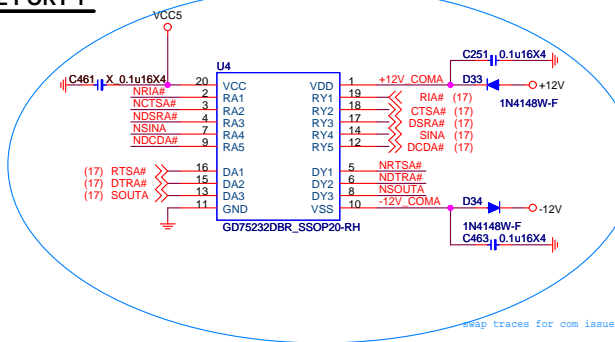 VCC5
C461 X_0.1u16X4
U4
C251 0.1u16X4
D33
+12V
1N4148W-F
20 VCC VDD 1 +12V_COMA
NRIA# 2 RA1 RY1 19 RIA# (17)
NCTSA# 3 RA2 RY2 18 CTSA# (17)
NDSRA# 4 RA3 RY3 17 DSRA# (17)
NSINA 7 RA4 RY4 14 SINA (17)
NDCDA# 9 RA5 RY5 12 DCDA# (17)
(17) RTSA# 16 DA1 DY1 5 NRTSA#
(17) DTRA# 15 DA2 DY2 6 NDTRA#
(17) SOUTA 13 DA3 DY3 8 NSOUTA
11 GND VSS 10 -12V_COMA
GD75232DBR_SSOP20-RH
D34
-12V
1N4148W-F
C463 0.1u16X4
swap traces for com issue